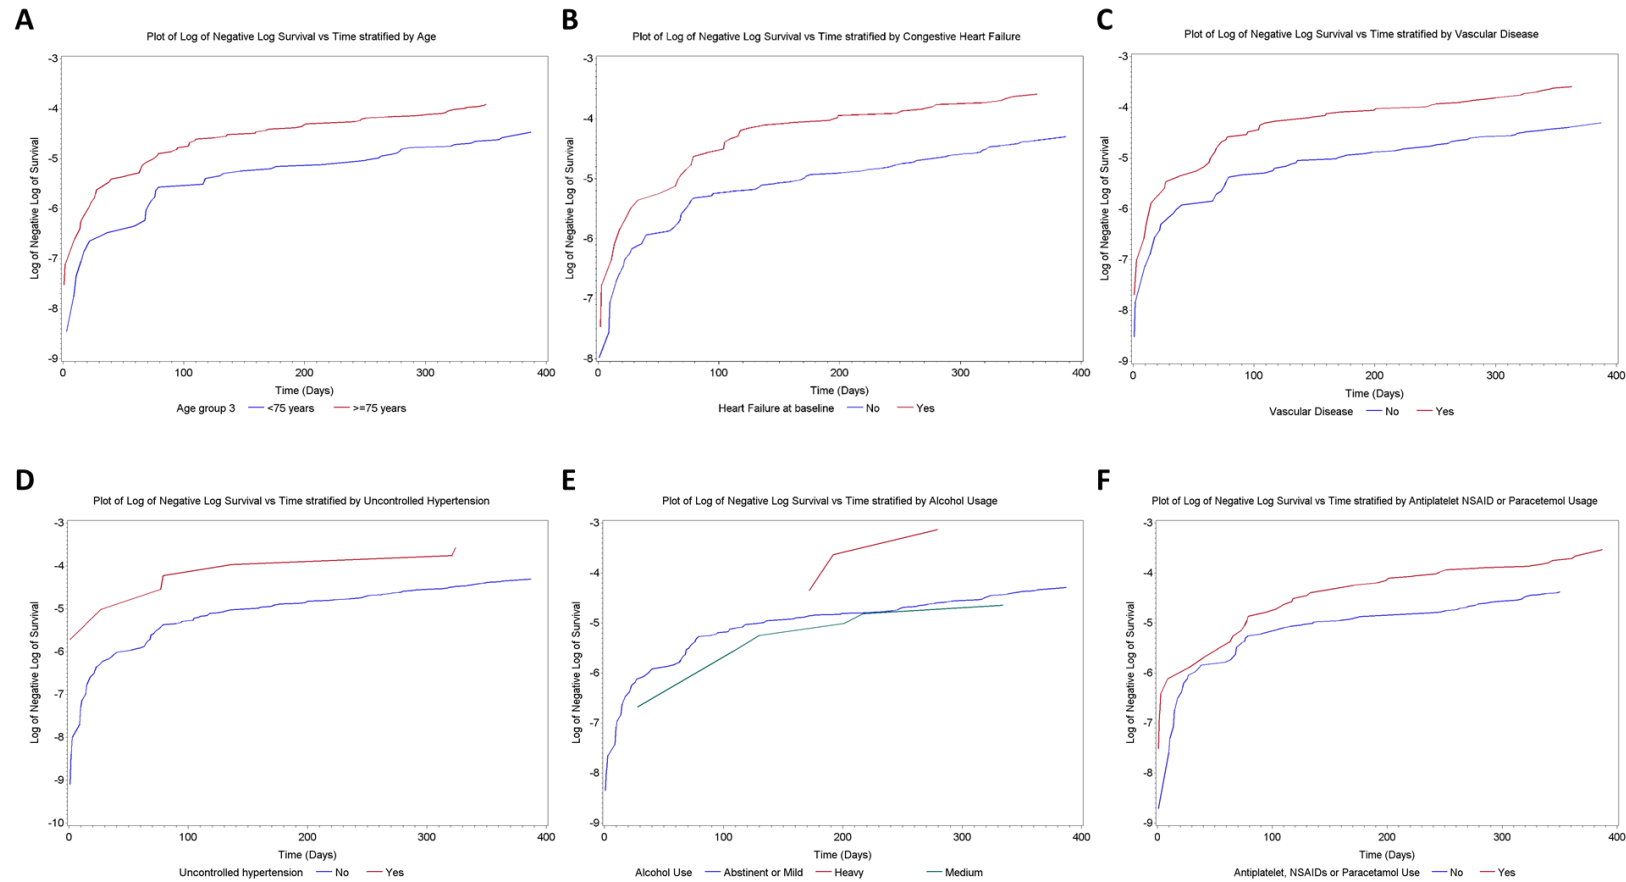 A
Plot of Log of Negative Log Survival vs Time stratified by Age
Log of Negative Log of Survival
-3
-4
-5
-6
-7
-8
-9
0 100 200 300 400
Time (Days)
Age group 3 <75 years >=75 years
B
Plot of Log of Negative Log Survival vs Time stratified by Congestive Heart Failure
Log of Negative Log of Survival
-3
-4
-5
-6
-7
-8
0 100 200 300 400
Time (Days)
Heart Failure at baseline No Yes
C
Plot of Log of Negative Log Survival vs Time stratified by Vascular Disease
Log of Negative Log of Survival
-3
-4
-5
-6
-7
-8
-9
0 100 200 300 400
Time (Days)
Vascular Disease No Yes
D
Plot of Log of Negative Log Survival vs Time stratified by Uncontrolled Hypertension
Log of Negative Log of Survival
-3
-4
-5
-6
-7
-8
-9
-10
0 100 200 300 400
Time (Days)
Uncontrolled hypertension No Yes
E
Plot of Log of Negative Log Survival vs Time stratified by Alcohol Usage
Log of Negative Log of Survival
-3
-4
-5
-6
-7
-8
-9
0 100 200 300 400
Time (Days)
Alcohol Use Abstinent or Mild Heavy Medium
F
Plot of Log of Negative Log Survival vs Time stratified by Antiplatelet NSAID or Paracetemol Usage
Log of Negative Log of Survival
-3
-4
-5
-6
-7
-8
-9
0 100 200 300 400
Time (Days)
Antiplatelet, NSAIDs or Paracetamol Use No Yes